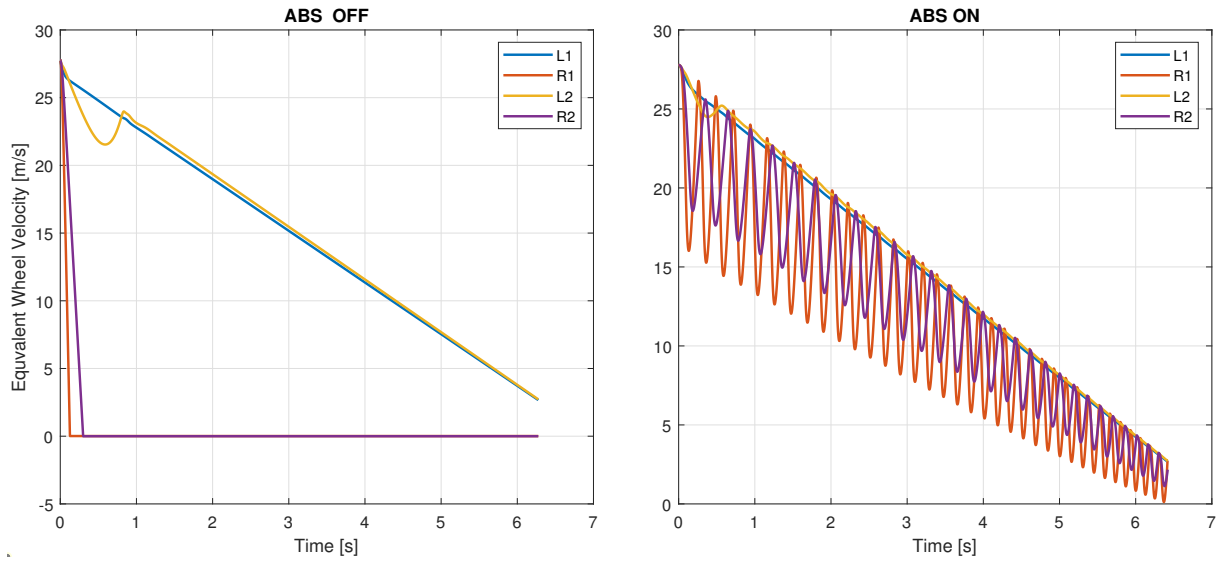 ABS OFF
30
25
20
15
10
5
0
-5
0 1 2 3 4 5 6 7
Equvalent Wheel Velocity [m/s]
Time [s]
L1
R1
L2
R2
ABS ON
30
25
20
15
10
5
0
0 1 2 3 4 5 6 7
Time [s]
L1
R1
L2
R2